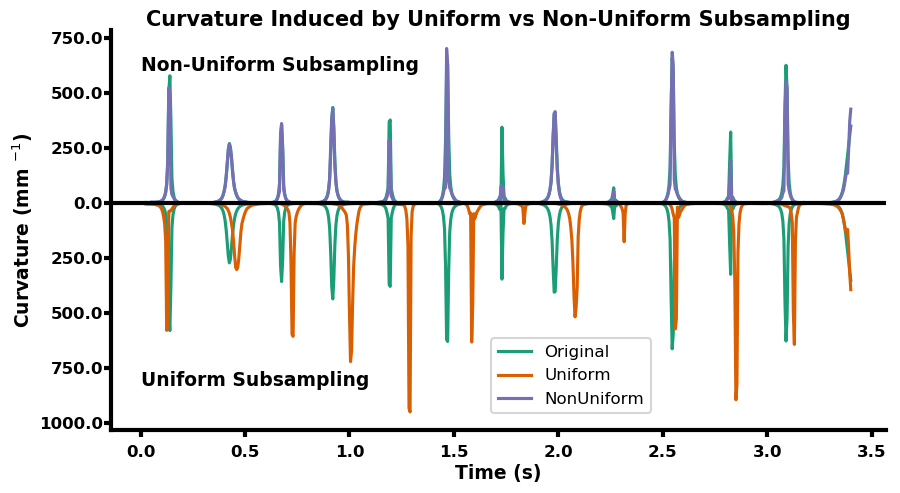 Curvature Induced by Uniform vs Non-Uniform Subsampling
Curvature (mm ⁻¹)
750.0
500.0
250.0
0.0
250.0
500.0
750.0
1000.0
Non-Uniform Subsampling
Uniform Subsampling
Original
Uniform
NonUniform
0.0 0.5 1.0 1.5 2.0 2.5 3.0 3.5
Time (s)